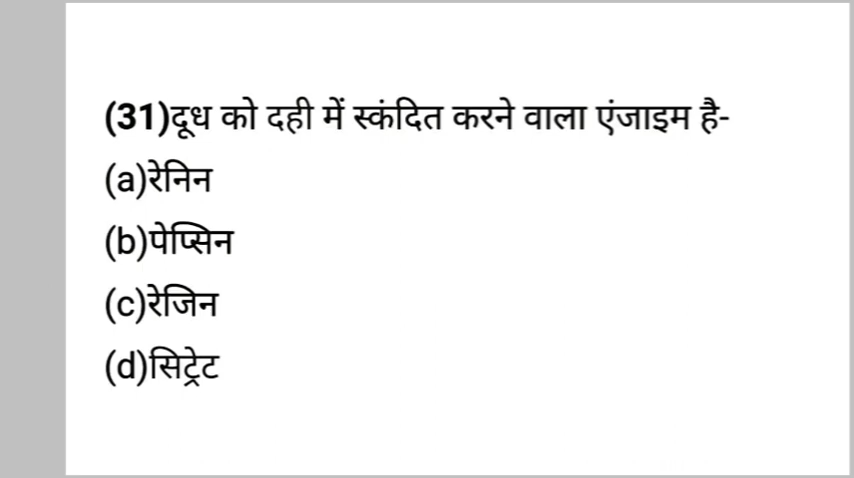 (31)दूध को दही में स्कंदित करने वाला एंजाइम है-
(a)रेनिन
(b)पेप्सिन
(c)रेजिन
(d)सिट्रेट